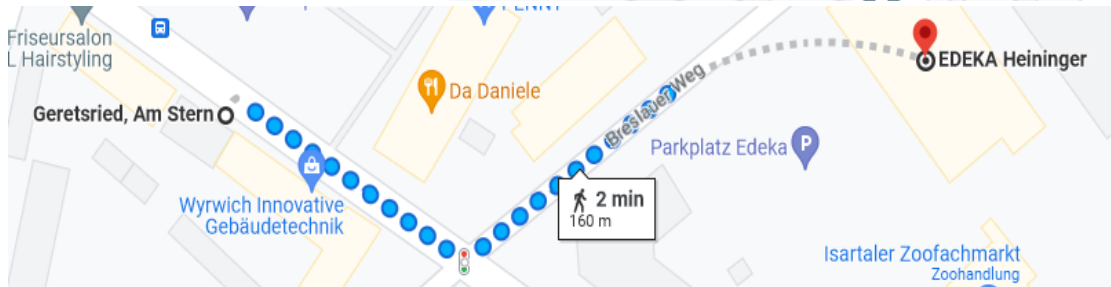 PENNY
Friseursalon
L Hairstyling
Da Daniele
EDEKA Heininger
Geretsried, Am Stern
Breslauer Weg
Parkplatz Edeka
P
2 min
160 m
Wyrwich Innovative
Gebäudetechnik
Isartaler Zoofachmarkt
Zoohandlung